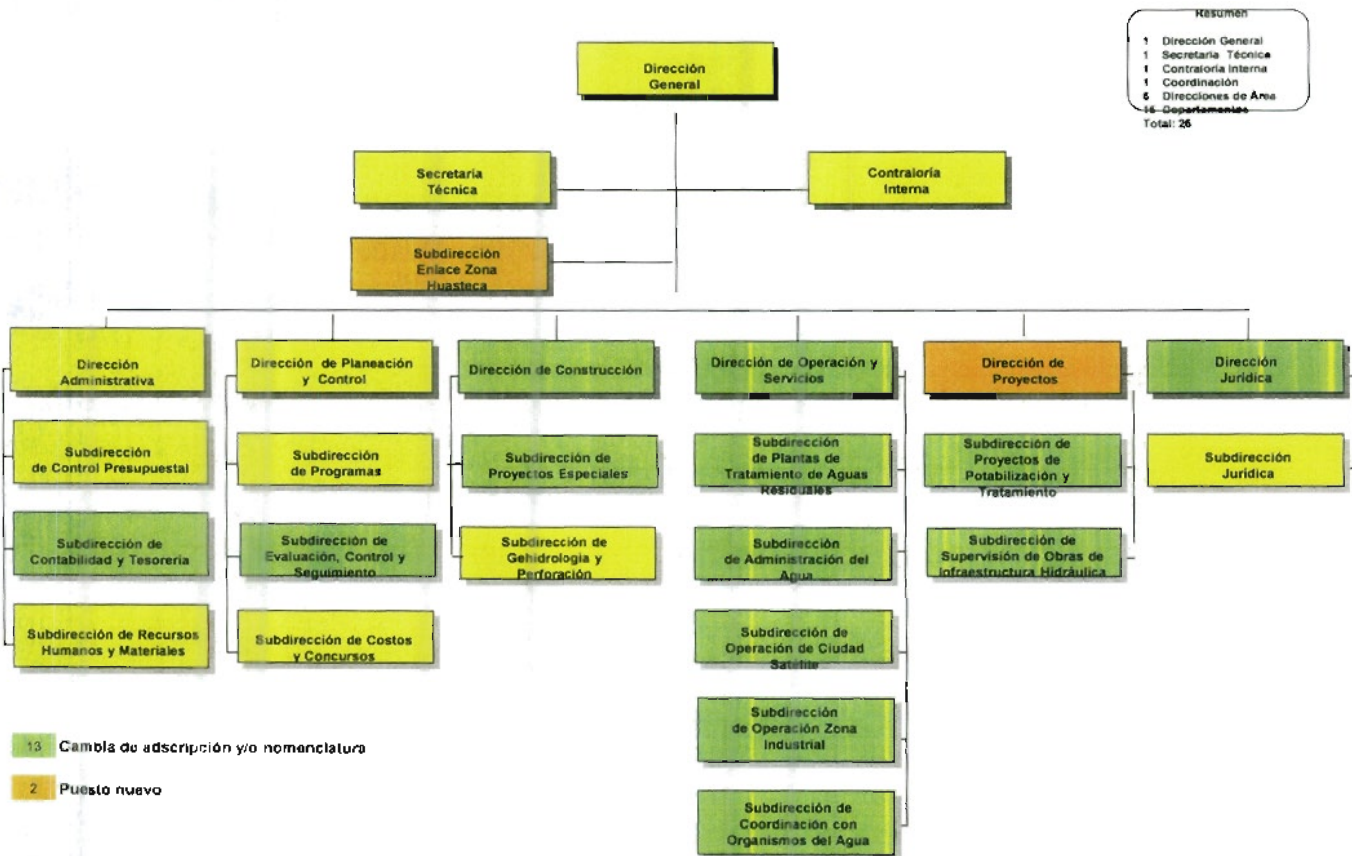 Resumen
1 Dirección General
1 Secretaría Técnica
1 Contraloría Interna
1 Coordinación
6 Direcciones de Área
16 Departamentos
Total: 26
Dirección
General
Secretaría
Técnica
Contraloría
Interna
Subdirección
Enlace Zona
Huasteca
Dirección
Administrativa
Dirección de Planeación
y Control
Dirección de Construcción
Dirección de Operación y
Servicios
Dirección de
Proyectos
Dirección
Jurídica
Subdirección
de Control Presupuestal
Subdirección
de Programas
Subdirección de
Proyectos Especiales
Subdirección
de Plantas de
Tratamiento de Aguas
Residuales
Subdirección de
Proyectos de
Potabilización y
Tratamiento
Subdirección
Jurídica
Subdirección de
Contabilidad y Tesorería
Subdirección de
Evaluación, Control y
Seguimiento
Subdirección de
Gehidrología y
Perforación
Subdirección
de Administración del
Agua
Subdirección de
Supervisión de Obras de
Infraestructura Hidráulica
Subdirección de Recursos
Humanos y Materiales
Subdirección de Costos
y Concursos
Subdirección de
Operación de Ciudad
Satélite
Subdirección
de Operación Zona
Industrial
Subdirección de
Coordinación con
Organismos del Agua
13 Cambia de adscripción y/o nomenclatura
2 Puesto nuevo